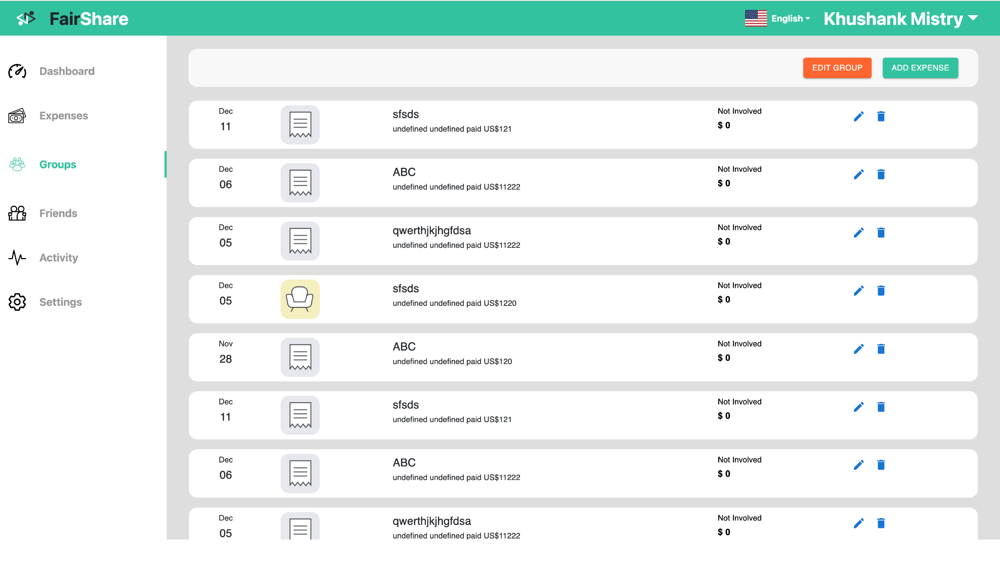 FairShare
English
Khushank Mistry
Dashboard
Expenses
Groups
Friends
Activity
Settings
EDIT GROUP
ADD EXPENSE
Dec
11
sfsds
undefined undefined paid US$121
Not Involved
$ 0
Dec
06
ABC
undefined undefined paid US$11222
Not Involved
$ 0
Dec
05
qwerthjkjhgfdsa
undefined undefined paid US$11222
Not Involved
$ 0
Dec
05
sfsds
undefined undefined paid US$1220
Not Involved
$ 0
Nov
28
ABC
undefined undefined paid US$120
Not Involved
$ 0
Dec
11
sfsds
undefined undefined paid US$121
Not Involved
$ 0
Dec
06
ABC
undefined undefined paid US$11222
Not Involved
$ 0
Dec
05
qwerthjkjhgfdsa
undefined undefined paid US$11222
Not Involved
$ 0